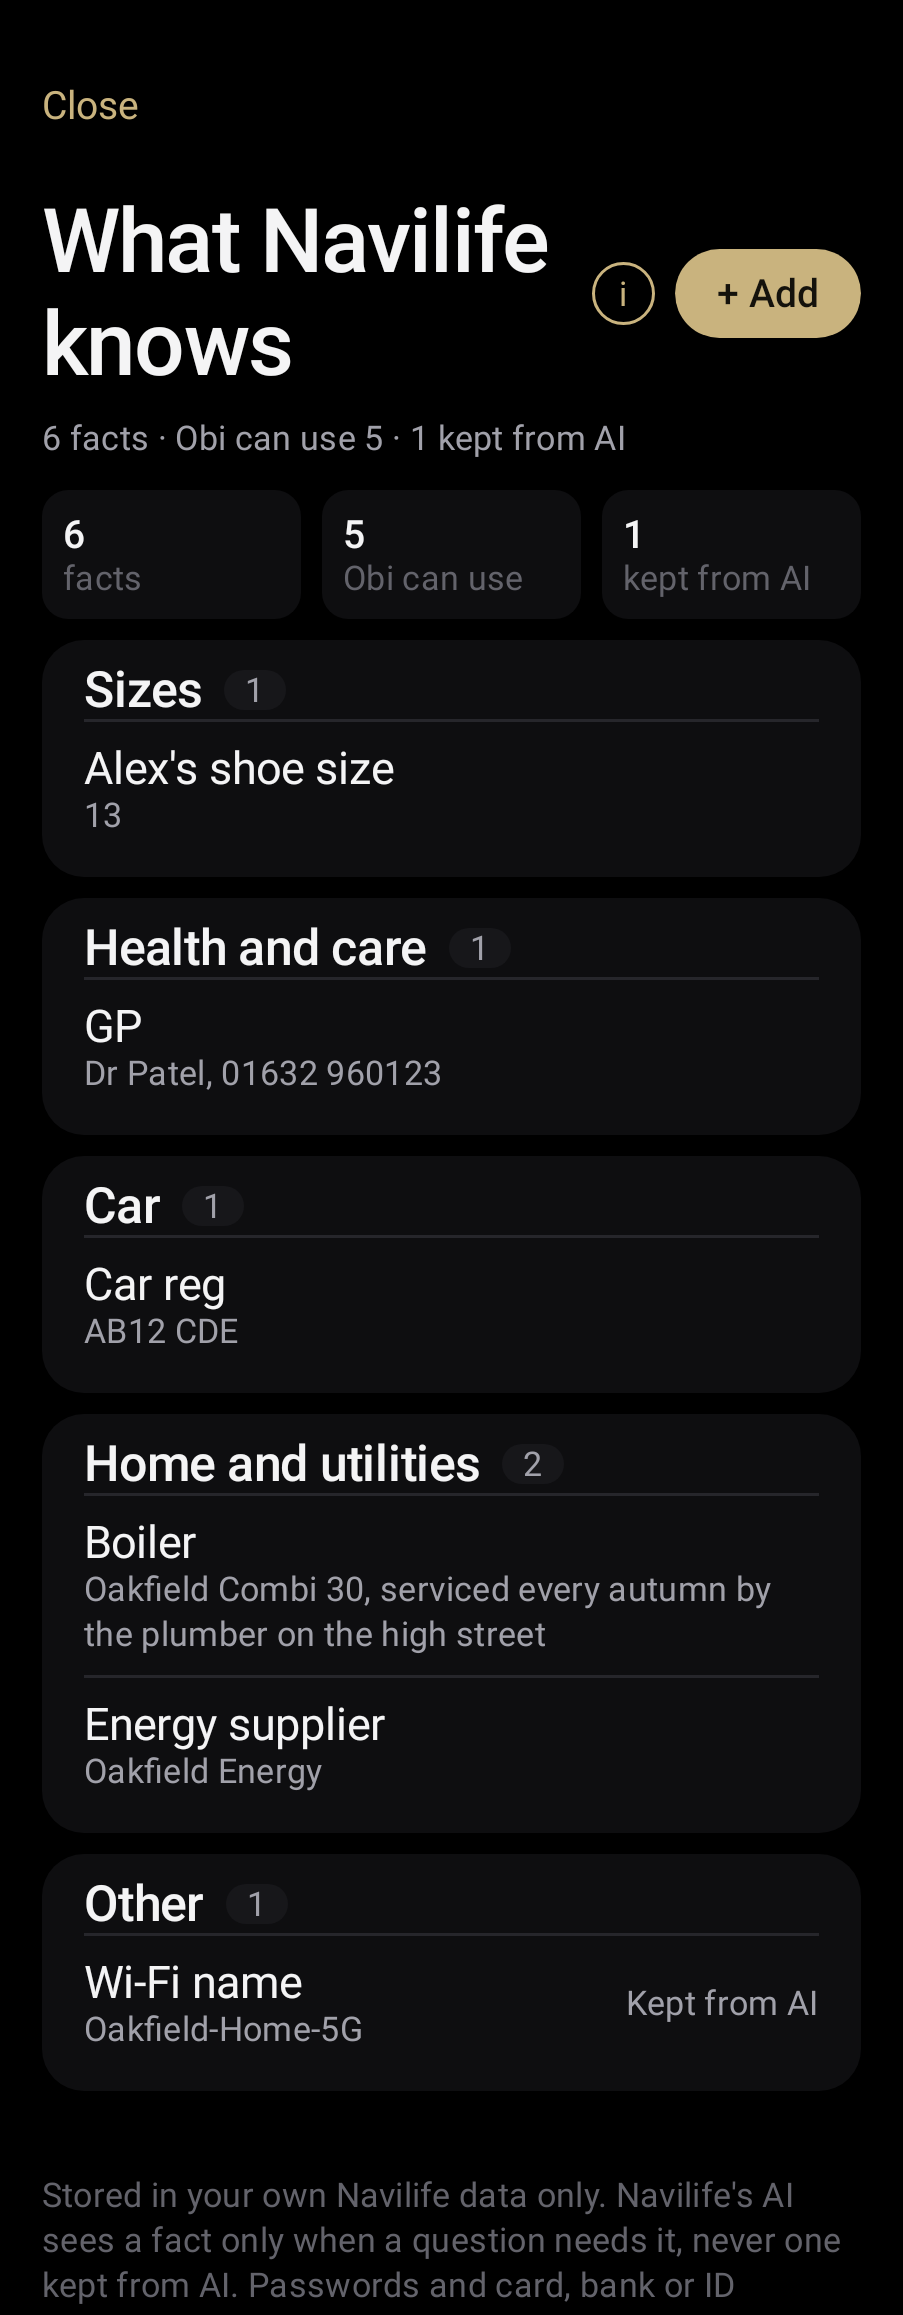 Close
What Navilife
knows
i
+ Add
6 facts · Obi can use 5 · 1 kept from AI
6
facts
5
Obi can use
1
kept from AI
Sizes 1
Alex's shoe size
13
Health and care 1
GP
Dr Patel, 01632 960123
Car 1
Car reg
AB12 CDE
Home and utilities 2
Boiler
Oakfield Combi 30, serviced every autumn by
the plumber on the high street
Energy supplier
Oakfield Energy
Other 1
Wi-Fi name
Oakfield-Home-5G
Kept from AI
Stored in your own Navilife data only. Navilife's AI
sees a fact only when a question needs it, never one
kept from AI. Passwords and card, bank or ID